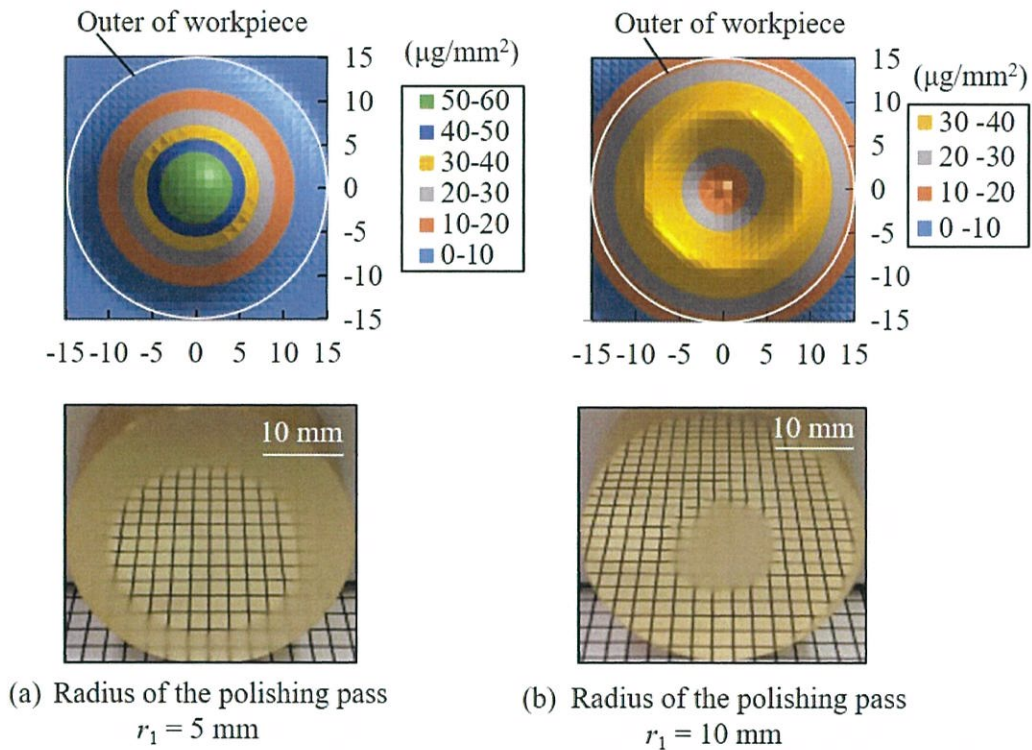 Outer of workpiece
(μg/mm²)
50-60
40-50
30-40
20-30
10-20
0-10
15
10
5
0
-5
-10
-15
-15 -10 -5 0 5 10 15
Outer of workpiece
(μg/mm²)
30 -40
20 -30
10 -20
0 -10
15
10
5
0
-5
-10
-15
-15 -10 -5 0 5 10 15
10 mm
10 mm
(a) Radius of the polishing pass
r₁ = 5 mm
(b) Radius of the polishing pass
r₁ = 10 mm